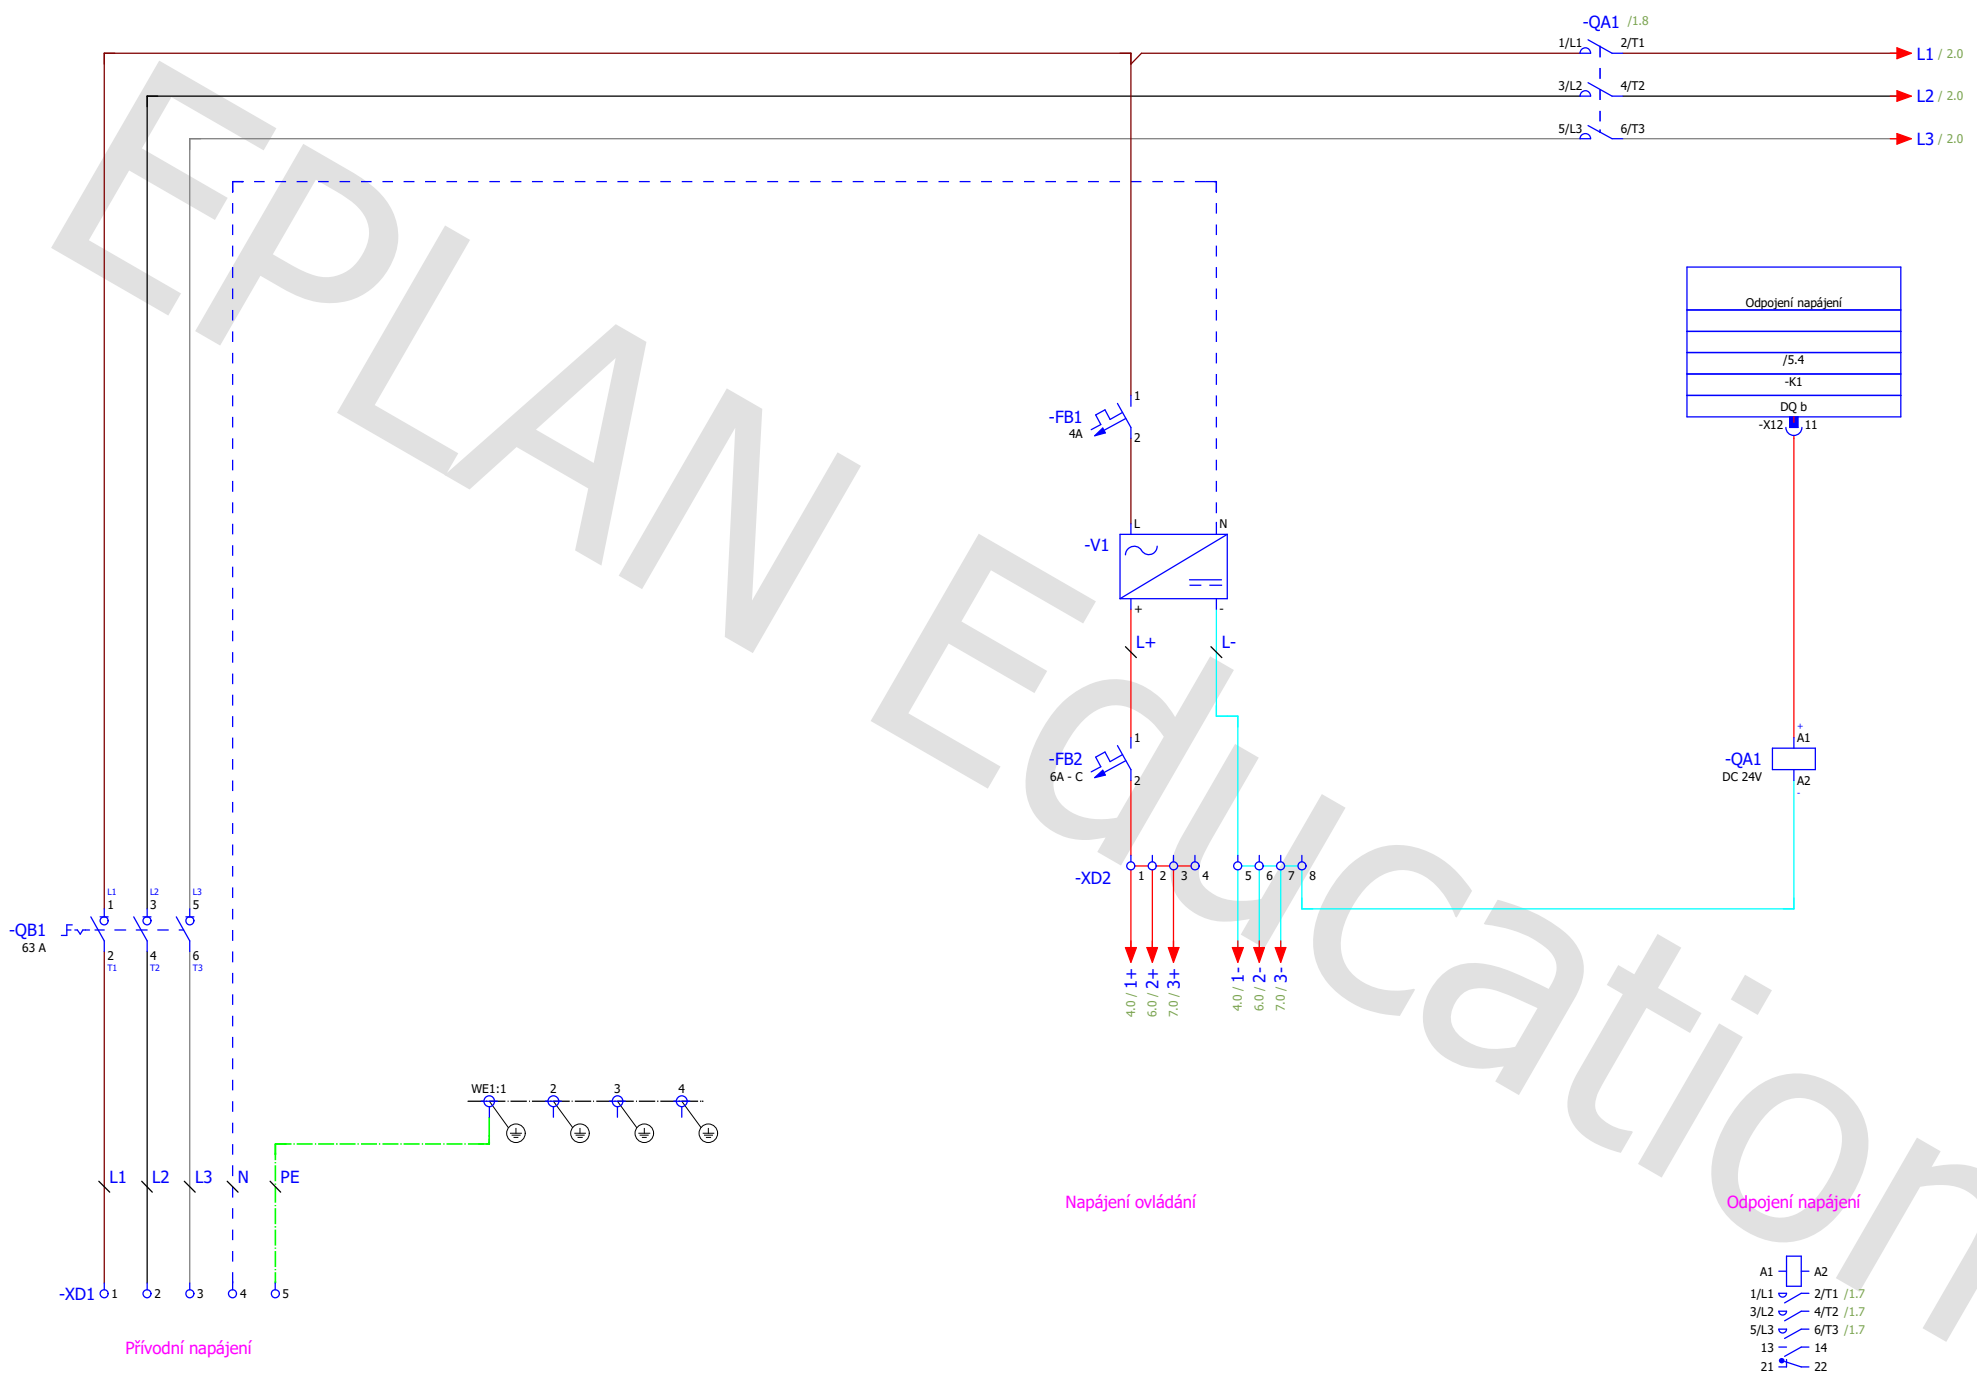 -QA1 /1.8
1/L1 2/T1 L1 / 2.0
3/L2 4/T2 L2 / 2.0
5/L3 6/T3 L3 / 2.0
EPLAN Education
Odpojení napájení
/5.4
-K1
DQ b
-X12 11
-FB1 1
4A
2
L N
-V1
+ -
L+ L-
-FB2 1
6A - C
2
+
A1
-QA1
DC 24V
A2
-
-XD2 1 2 3 4 5 6 7 8
4.0 / 1+
6.0 / 2+
7.0 / 3+
4.0 / 1-
6.0 / 2-
7.0 / 3-
L1 L2 L3
1 3 5
-QB1
63 A
2 4 6
T1 T2 T3
WE1:1 2 3 4
L1 L2 L3 N PE
-XD1 1 2 3 4 5
Přívodní napájení
Napájení ovládání
Odpojení napájení
A1 A2
1/L1 2/T1 /1.7
3/L2 4/T2 /1.7
5/L3 6/T3 /1.7
13 14
21 22